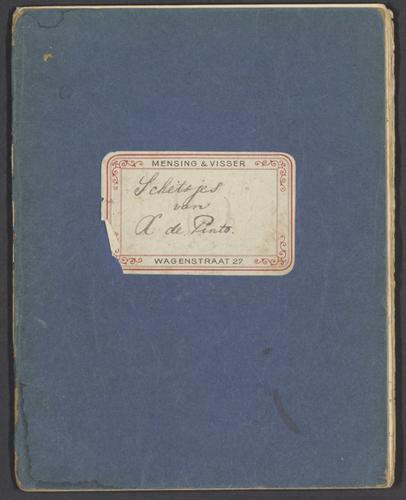 MENSING & VISSER
Schetsjes
van
A de Pinto.
WAGENSTRAAT 27